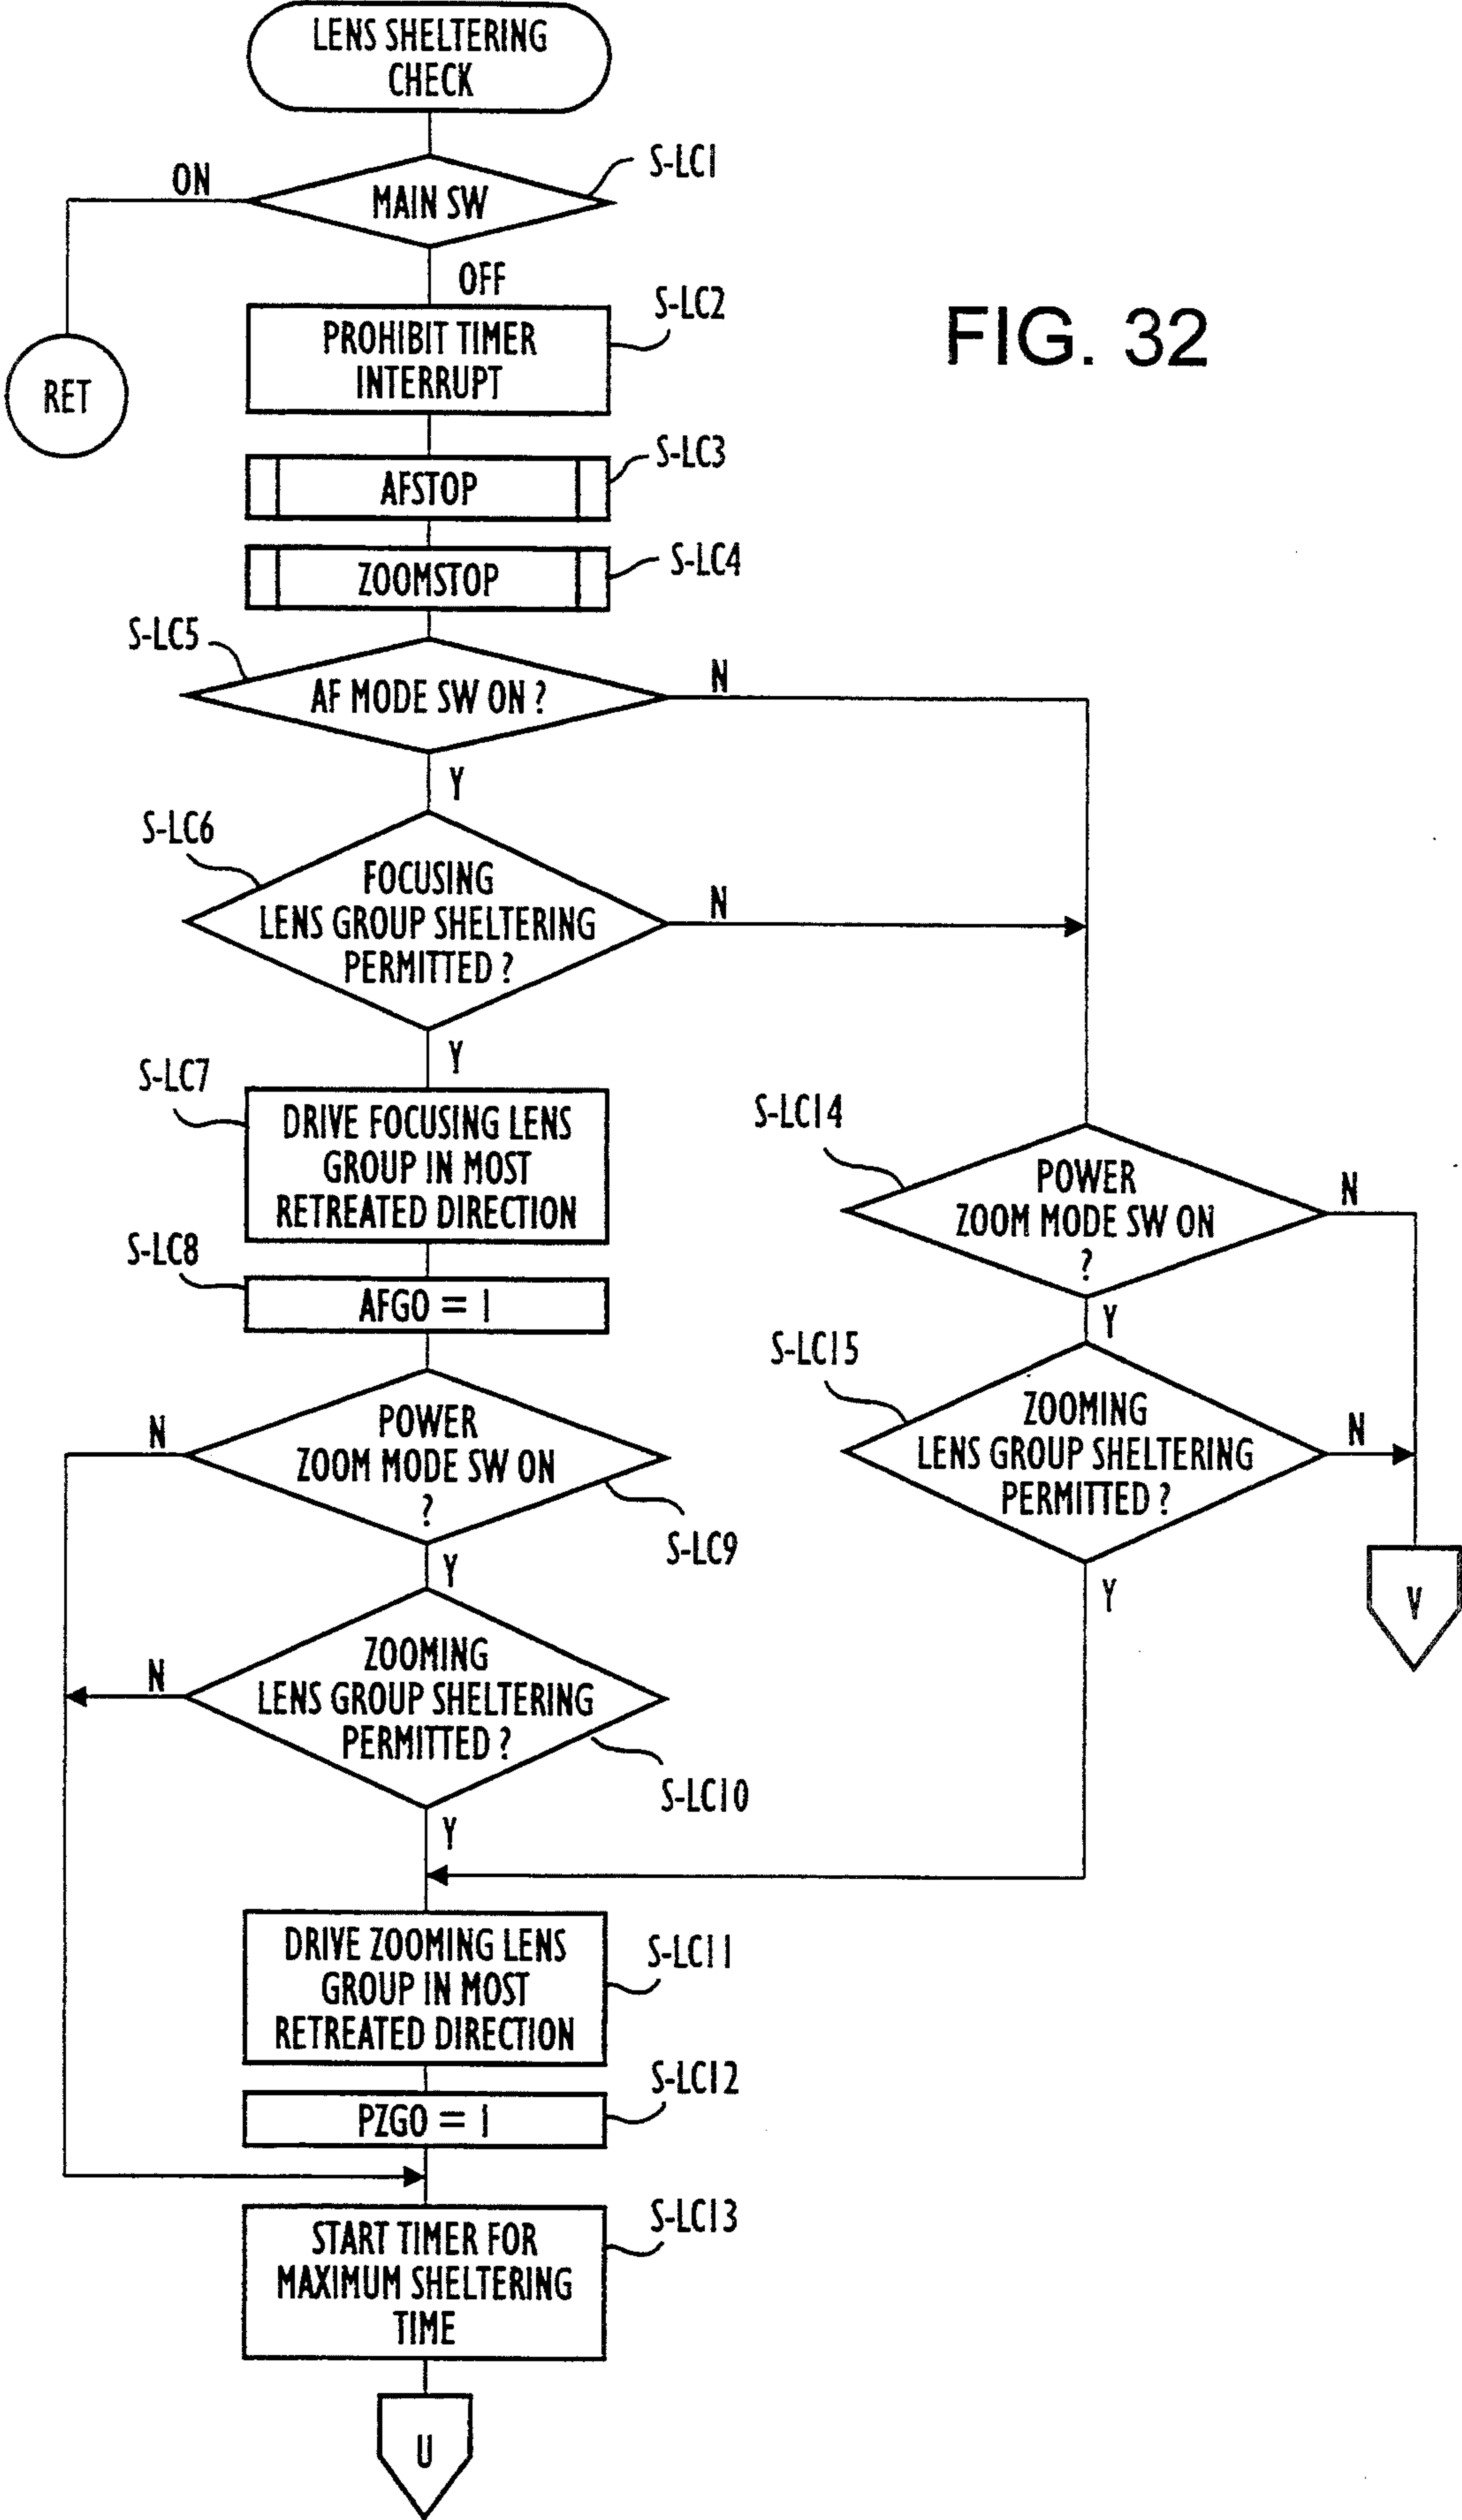 LENS SHELTERING
CHECK
S-LC1
ON
MAIN SW
OFF
S-LC2
PROHIBIT TIMER
INTERRUPT
FIG. 32
RET
S-LC3
AFSTOP
S-LC4
ZOOMSTOP
S-LC5
AF MODE SW ON ?
N
Y
S-LC6
FOCUSING
LENS GROUP SHELTERING
PERMITTED ?
N
Y
S-LC7
DRIVE FOCUSING LENS
GROUP IN MOST
RETREATED DIRECTION
S-LC14
POWER
ZOOM MODE SW ON
?
N
Y
S-LC8
AFGO = 1
S-LC15
ZOOMING
LENS GROUP SHELTERING
PERMITTED ?
N
Y
V
POWER
ZOOM MODE SW ON
?
N
S-LC9
Y
ZOOMING
LENS GROUP SHELTERING
PERMITTED ?
N
S-LC10
Y
DRIVE ZOOMING LENS
GROUP IN MOST
RETREATED DIRECTION
S-LC11
S-LC12
PZGO = 1
S-LC13
START TIMER FOR
MAXIMUM SHELTERING
TIME
U